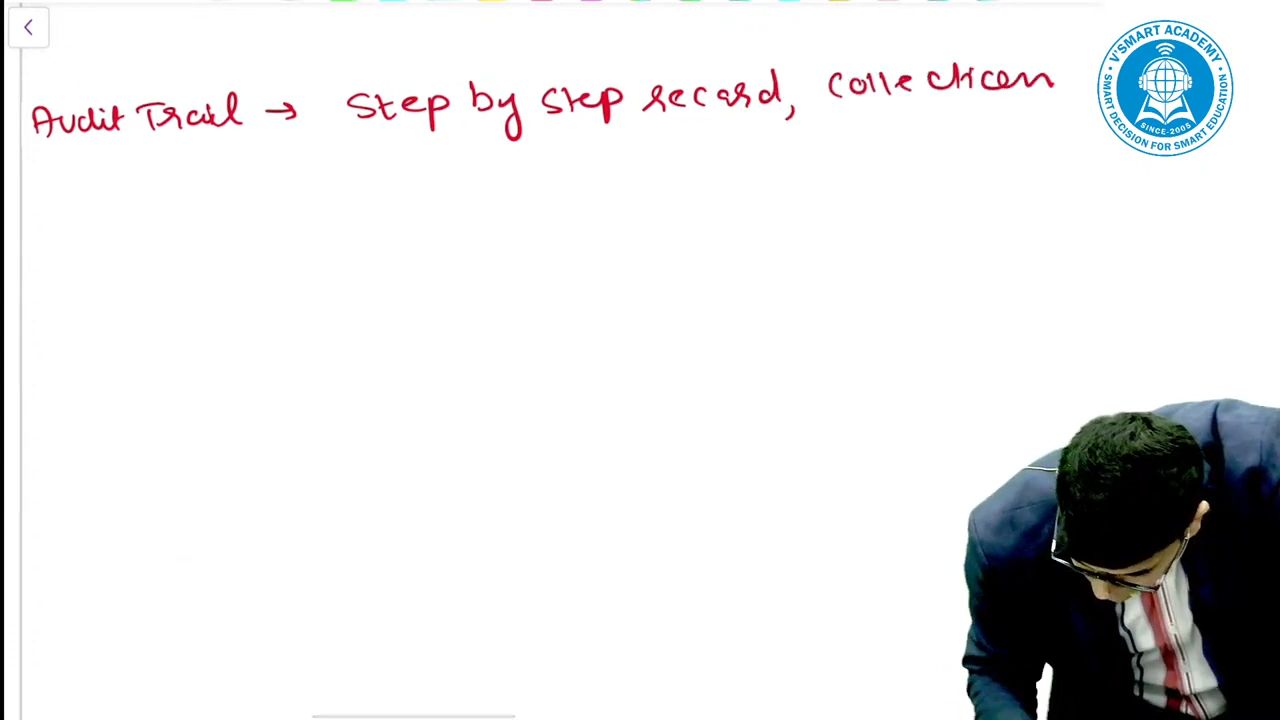 Audit Trail → Step by step record, collection
V'SMART ACADEMY
SINCE-2005
SMART DECISION FOR SMART EDUCATION